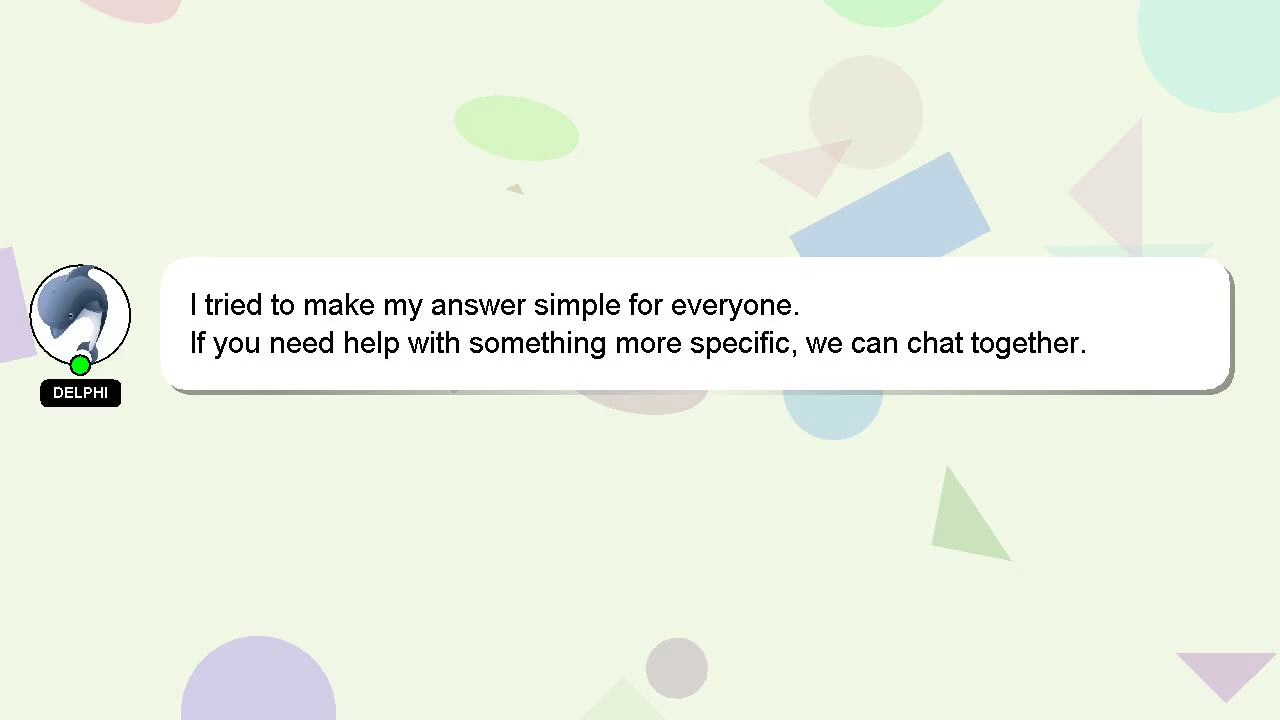 I tried to make my answer simple for everyone.
If you need help with something more specific, we can chat together.
DELPHI